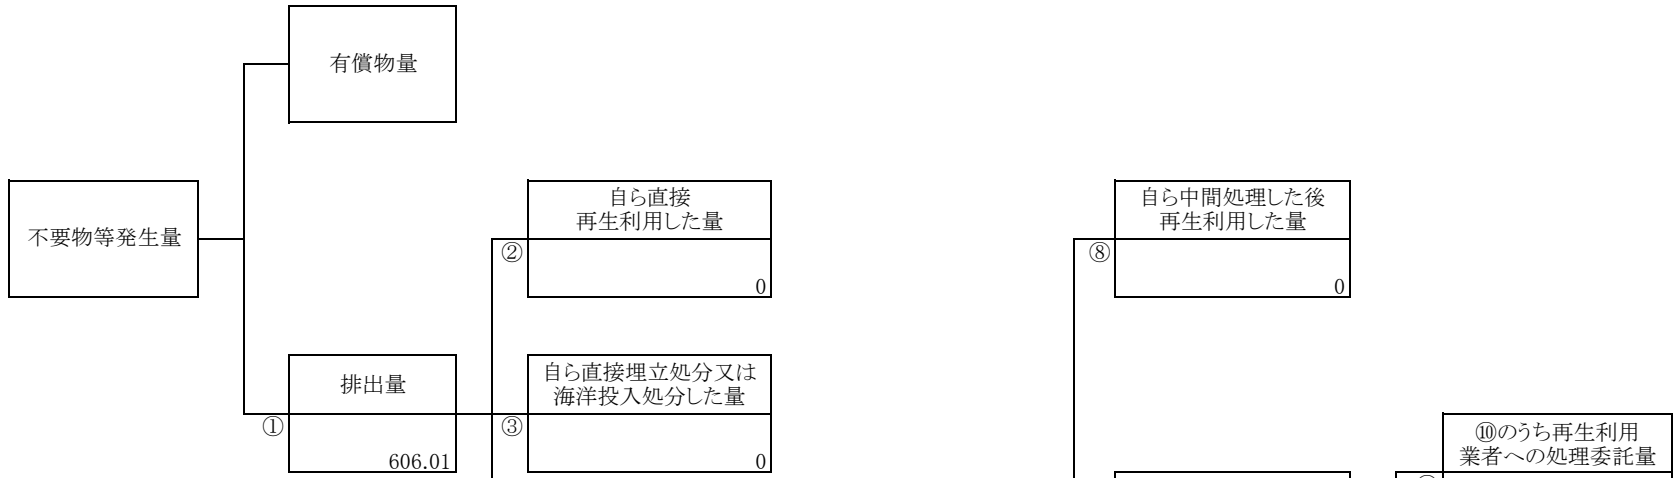 有償物量
不要物等発生量
自ら直接
再生利用した量
②
0
自ら中間処理した後
再生利用した量
⑧
0
排出量
①
606.01
自ら直接埋立処分又は
海洋投入処分した量
③
0
⑩のうち再生利用
業者への処理委託量